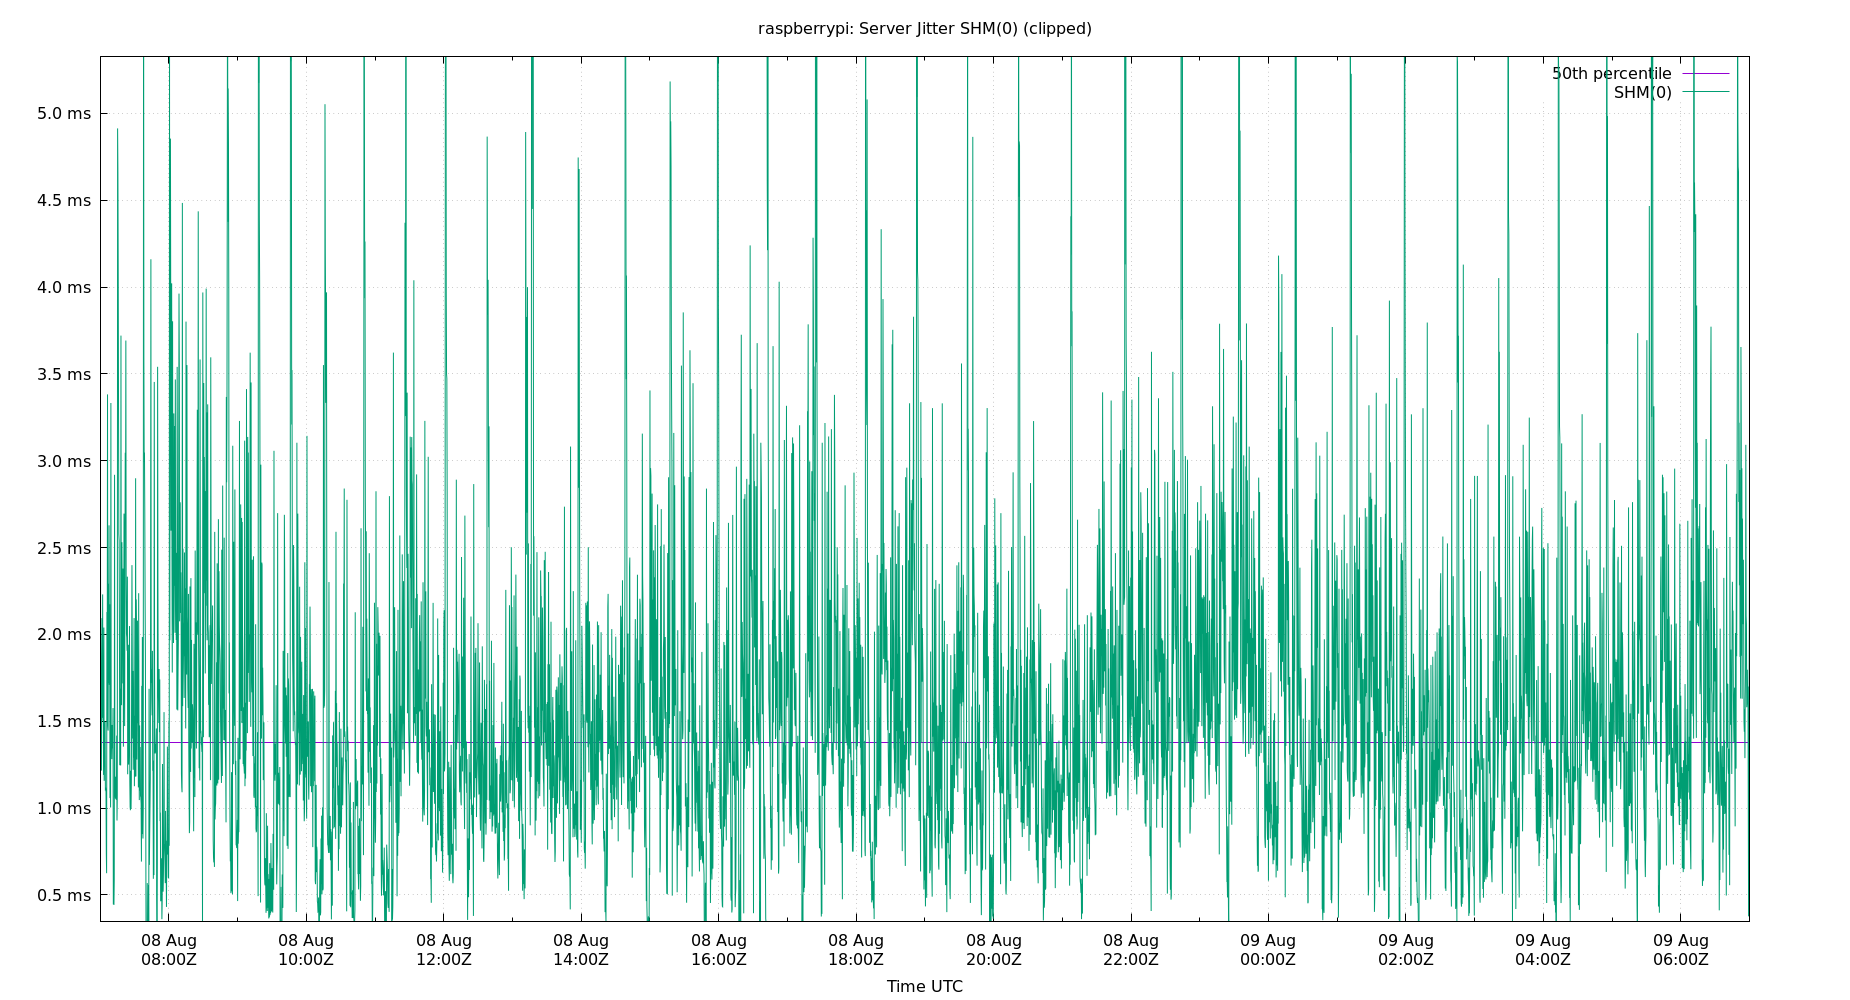 raspberrypi: Server Jitter SHM(0) (clipped)
50th percentile
SHM(0)
5.0 ms
4.5 ms
4.0 ms
3.5 ms
3.0 ms
2.5 ms
2.0 ms
1.5 ms
1.0 ms
0.5 ms
08 Aug 08 Aug 08 Aug 08 Aug 08 Aug 08 Aug 08 Aug 08 Aug 09 Aug 09 Aug 09 Aug 09 Aug
08:00Z 10:00Z 12:00Z 14:00Z 16:00Z 18:00Z 20:00Z 22:00Z 00:00Z 02:00Z 04:00Z 06:00Z
Time UTC